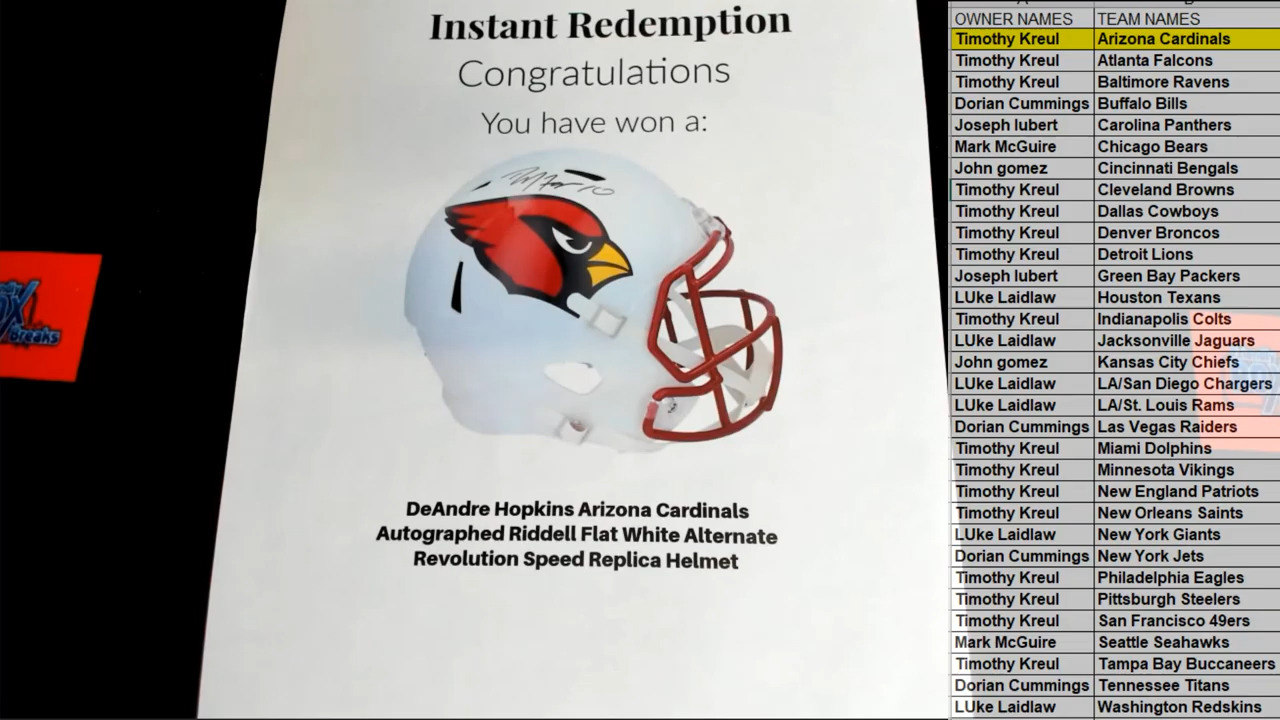 Instant Redemption
Congratulations
You have won a:
DeAndre Hopkins Arizona Cardinals
Autographed Riddell Flat White Alternate
Revolution Speed Replica Helmet
Breaks
OWNER NAMES TEAM NAMES
Timothy Kreul Arizona Cardinals
Timothy Kreul Atlanta Falcons
Timothy Kreul Baltimore Ravens
Dorian Cummings Buffalo Bills
Joseph lubert Carolina Panthers
Mark McGuire Chicago Bears
John gomez Cincinnati Bengals
Timothy Kreul Cleveland Browns
Timothy Kreul Dallas Cowboys
Timothy Kreul Denver Broncos
Timothy Kreul Detroit Lions
Joseph lubert Green Bay Packers
LUke Laidlaw Houston Texans
Timothy Kreul Indianapolis Colts
LUke Laidlaw Jacksonville Jaguars
John gomez Kansas City Chiefs
LUke Laidlaw LA/San Diego Chargers
LUke Laidlaw LA/St. Louis Rams
Dorian Cummings Las Vegas Raiders
Timothy Kreul Miami Dolphins
Timothy Kreul Minnesota Vikings
Timothy Kreul New England Patriots
Timothy Kreul New Orleans Saints
LUke Laidlaw New York Giants
Dorian Cummings New York Jets
Timothy Kreul Philadelphia Eagles
Timothy Kreul Pittsburgh Steelers
Timothy Kreul San Francisco 49ers
Mark McGuire Seattle Seahawks
Timothy Kreul Tampa Bay Buccaneers
Dorian Cummings Tennessee Titans
LUke Laidlaw Washington Redskins